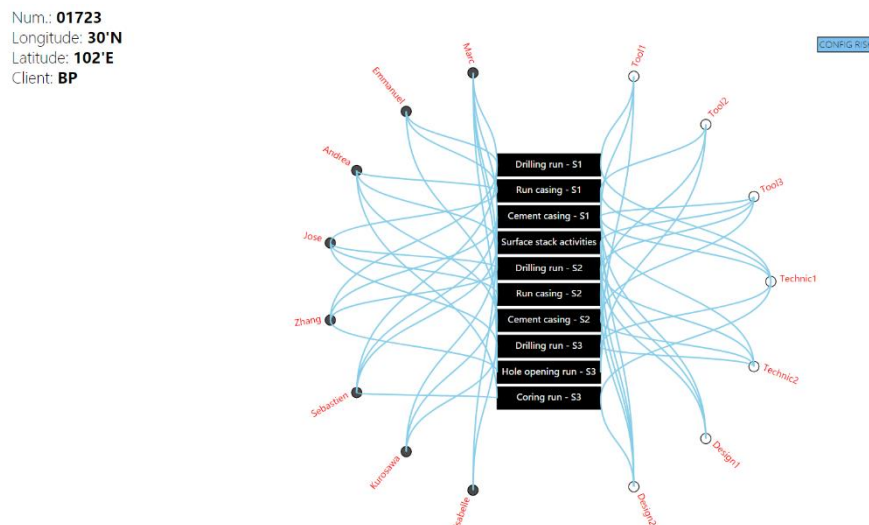 Num.: 01723
Longitude: 30'N
Latitude: 102'E
Client: BP
CONFIG RIS
Marc
Emmanuel
Andrea
Jose
Zhang
Sebastien
Kurosawa
sabelle
Drilling run - S1
Run casing - S1
Cement casing - S1
Surface stack activities
Drilling run - S2
Run casing - S2
Cement casing - S2
Drilling run - S3
Hole opening run - S3
Coring run - S3
Tool1
Tool2
Tool3
Technic1
Technic2
Design1
Design2